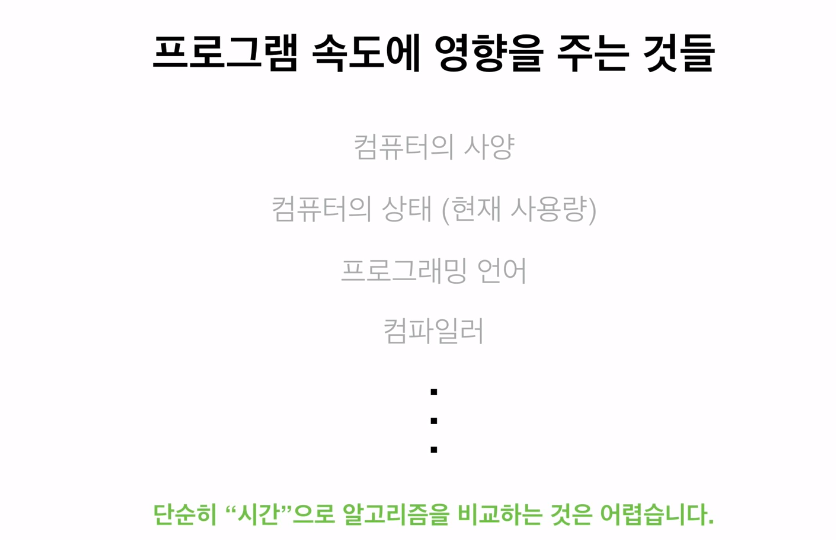 프로그램 속도에 영향을 주는 것들
컴퓨터의 사양
컴퓨터의 상태 (현재 사용량)
프로그래밍 언어
컴파일러
.
.
.
단순히 “시간”으로 알고리즘을 비교하는 것은 어렵습니다.